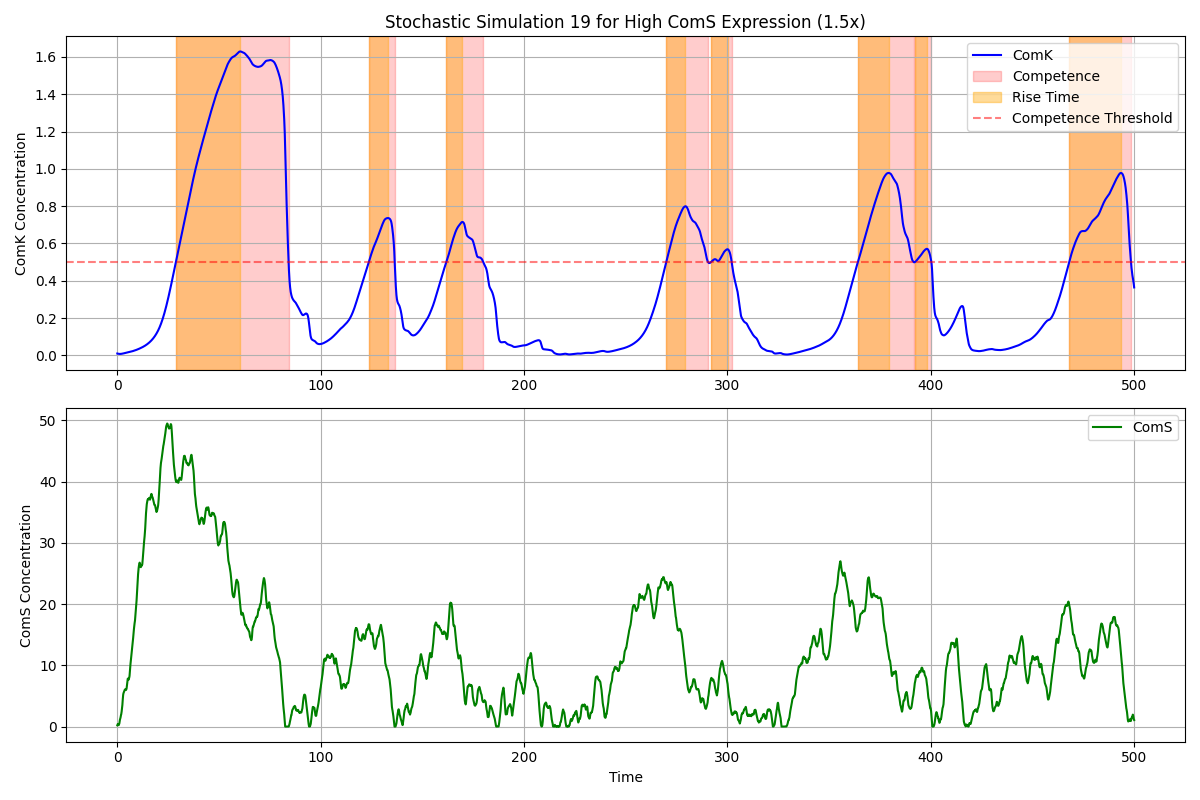 Stochastic Simulation 19 for High ComS Expression (1.5x)
ComK Concentration
1.6
1.4
1.2
1.0
0.8
0.6
0.4
0.2
0.0
ComK
Competence
Rise Time
Competence Threshold
0 100 200 300 400 500
ComS Concentration
50
40
30
20
10
0
ComS
0 100 200 300 400 500
Time